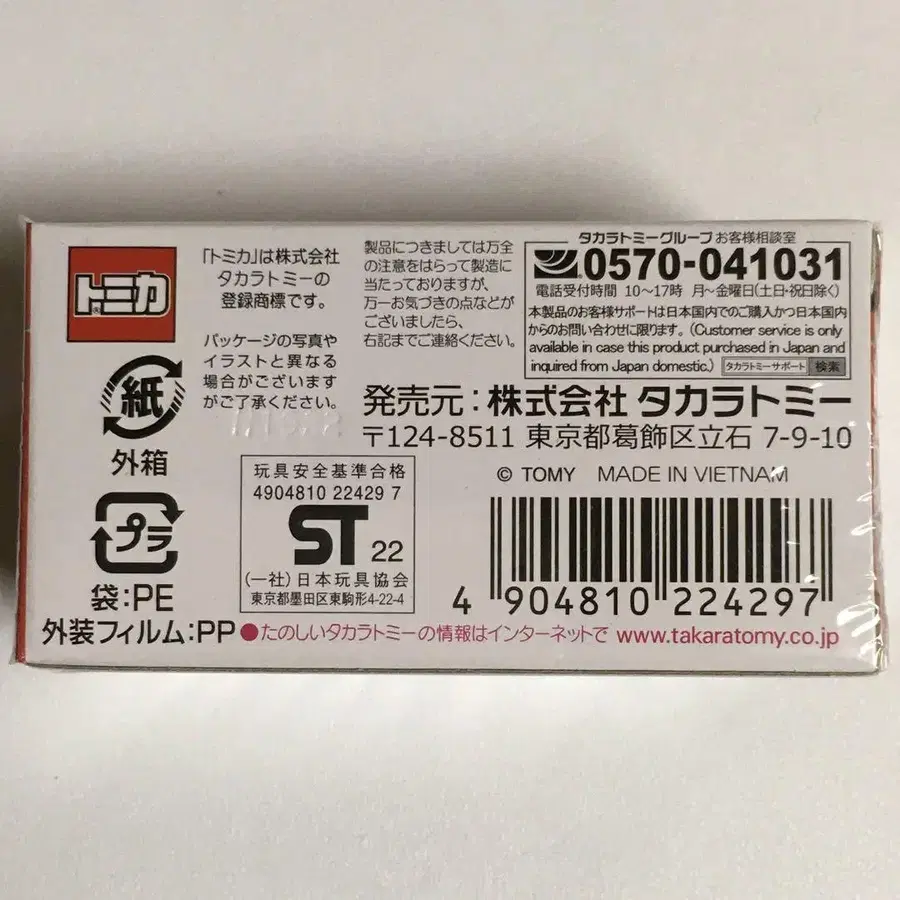 トミカ
®
「トミカ」は株式会社
タカラトミーの
登録商標です。
パッケージの写真や
イラストと異なる
場合がございます
がご了承ください。
製品につきましては万全
の注意をはらって製造に
当たっておりますが、
万一お気づきの点などが
ございましたら、
右記までご連絡ください。
タカラトミーグループ お客様相談室
0570-041031
電話受付時間 10～17時 月～金曜日(土日・祝日除く)
本製品のお客様サポートは日本国内でのご購入かつ日本国内
からのお問い合わせに限ります。(Customer service is only
available in case this product purchased in Japan and
inquired from Japan domestic.) タカラトミーサポート 検索
発売元：株式会社 タカラトミー
〒124-8511 東京都葛飾区立石 7-9-10
© TOMY MADE IN VIETNAM
紙
外箱
プラ
袋：PE
外装フィルム：PP
玩具安全基準合格
4904810 22429 7
ST 22
(一社)日本玩具協会
東京都墨田区東駒形4-22-4
4 904810 224297
●たのしいタカラトミーの情報はインターネットで www.takaratomy.co.jp